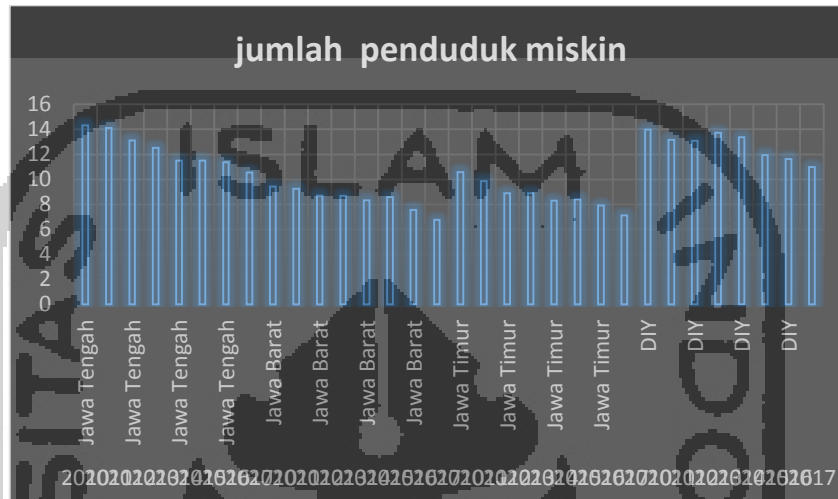 jumlah penduduk miskin
16
14
12
10
8
6
4
2
0
Jawa Tengah
Jawa Tengah
Jawa Tengah
Jawa Tengah
Jawa Barat
Jawa Barat
Jawa Barat
Jawa Barat
Jawa Timur
Jawa Timur
Jawa Timur
Jawa Timur
DIY
DIY
DIY
DIY
ISLAM
SITAS